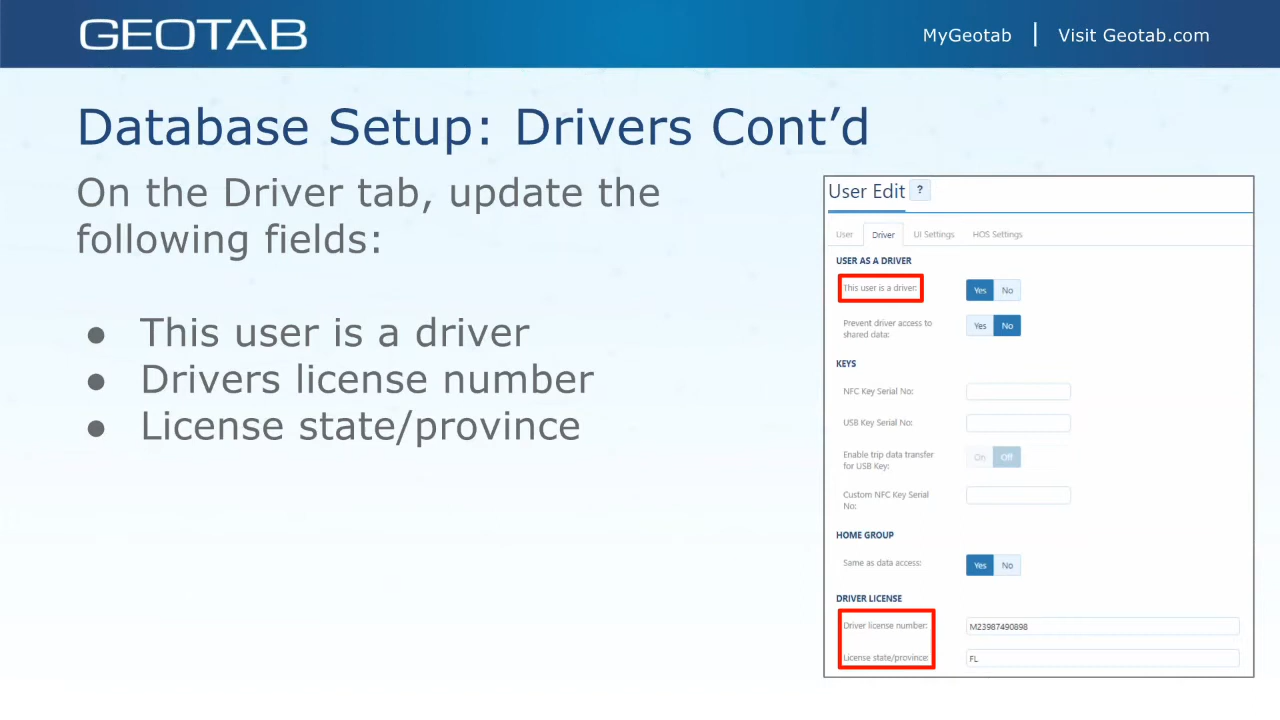 GEOTAB
MyGeotab | Visit Geotab.com
Database Setup: Drivers Cont’d
On the Driver tab, update the
following fields:
● This user is a driver
● Drivers license number
● License state/province
User Edit ?
User Driver UI Settings HOS Settings
USER AS A DRIVER
This user is a driver: Yes No
Prevent driver access to
shared data: Yes No
KEYS
NFC Key Serial No:
USB Key Serial No:
Enable trip data transfer
for USB Key: On Off
Custom NFC Key Serial
No:
HOME GROUP
Same as data access: Yes No
DRIVER LICENSE
Driver license number: M23987490898
License state/province: FL